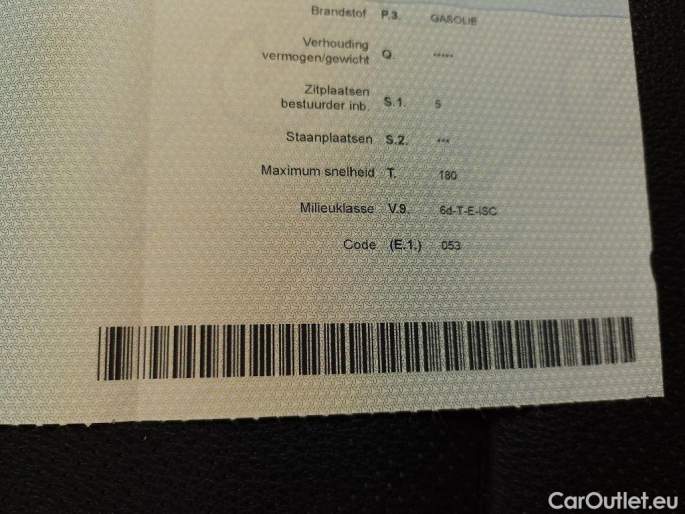 Brandstof P.3. GASOLIE
Verhouding
vermogen/gewicht Q. *****
Zitplaatsen
bestuurder inb. S.1. 5
Staanplaatsen S.2. ***
Maximum snelheid T. 180
Milieuklasse V.9. 6d-T-E-ISC
Code (E.1.) 053
CarOutlet.eu